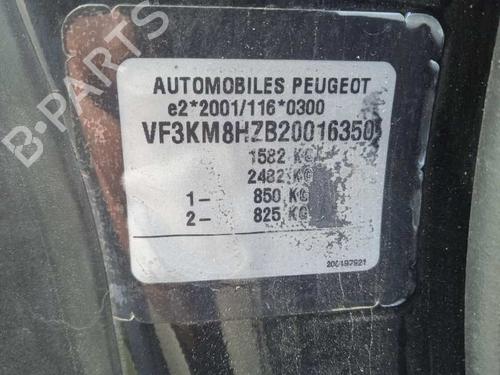 B-PARTS
AUTOMOBILES PEUGEOT
e2*2001/116*0300
VF3KM8HZB20016350
1582 KG
2482 KG
1- 850 KG
2- 825 KG